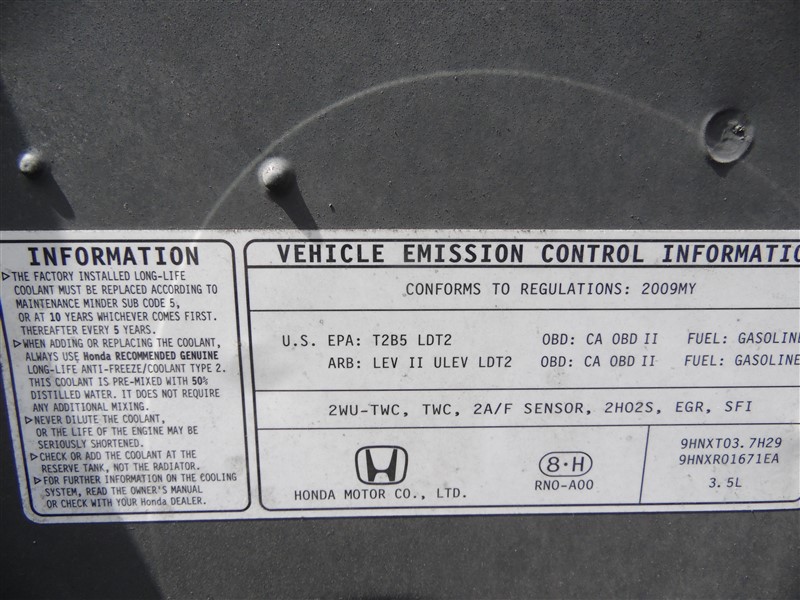 INFORMATION
▷THE FACTORY INSTALLED LONG-LIFE
COOLANT MUST BE REPLACED ACCORDING TO
MAINTENANCE MINDER SUB CODE 5,
OR AT 10 YEARS WHICHEVER COMES FIRST.
THEREAFTER EVERY 5 YEARS.
▷WHEN ADDING OR REPLACING THE COOLANT,
ALWAYS USE Honda RECOMMENDED GENUINE
LONG-LIFE ANTI-FREEZE/COOLANT TYPE 2.
THIS COOLANT IS PRE-MIXED WITH 50%
DISTILLED WATER. IT DOES NOT REQUIRE
ANY ADDITIONAL MIXING.
▷NEVER DILUTE THE COOLANT,
OR THE LIFE OF THE ENGINE MAY BE
SERIOUSLY SHORTENED.
▷CHECK OR ADD THE COOLANT AT THE
RESERVE TANK, NOT THE RADIATOR.
▷FOR FURTHER INFORMATION ON THE COOLING
SYSTEM, READ THE OWNER'S MANUAL
OR CHECK WITH YOUR Honda DEALER.
VEHICLE EMISSION CONTROL INFORMATIO
CONFORMS TO REGULATIONS: 2009MY
U.S. EPA: T2B5 LDT2 OBD: CA OBD II FUEL: GASOLINE
ARB: LEV II ULEV LDT2 OBD: CA OBD II FUEL: GASOLINE
2WU-TWC, TWC, 2A/F SENSOR, 2HO2S, EGR, SFI
HONDA MOTOR CO., LTD.
8·H
RN0-A00
9HNXT03.7H29
9HNXR01671EA
3.5L